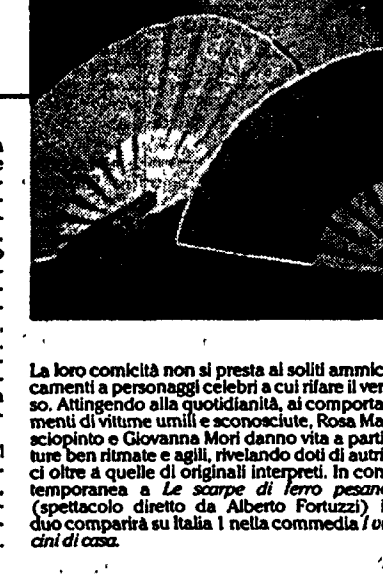 La loro comicità non si presta ai soliti ammic
camenti a personaggi celebri a cui rifare il ver
so. Attingendo alla quotidianità, ai comporta
menti di vittime umili e sconosciute, Rosa Ma
sciopinto e Giovanna Mori danno vita a parti
ture ben ritmate e agili, rivelando doti di autri
ci oltre a quelle di originali interpreti. In con
temporanea a Le scarpe di ferro pesano
(spettacolo diretto da Alberto Fortuzzi) i
duo comparirà su Italia 1 nella commedia I vi
cini di casa.